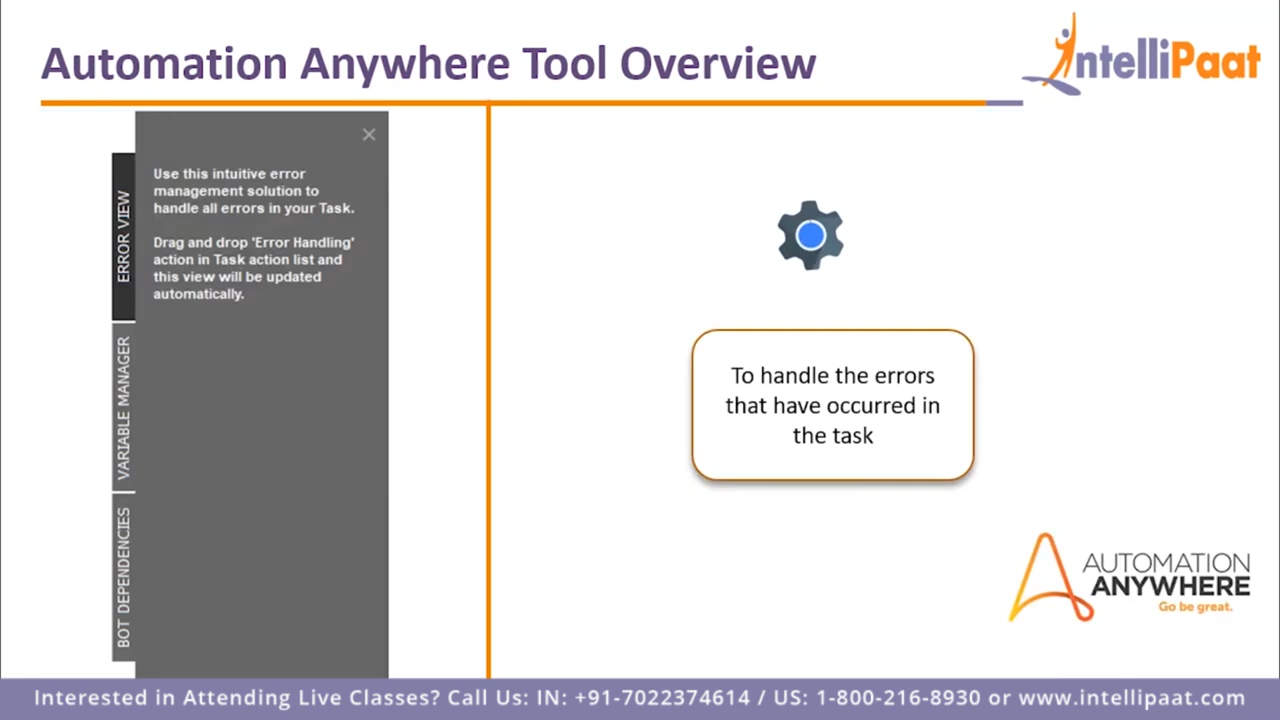 Automation Anywhere Tool Overview
IntelliPaat
×
Use this intuitive error
management solution to
handle all errors in your Task.
Drag and drop 'Error Handling'
action in Task action list and
this view will be updated
automatically.
ERROR VIEW
VARIABLE MANAGER
BOT DEPENDENCIES
To handle the errors
that have occurred in
the task
AUTOMATION
ANYWHERE
Go be great.
Interested in Attending Live Classes? Call Us: IN: +91-7022374614 / US: 1-800-216-8930 or www.intellipaat.com